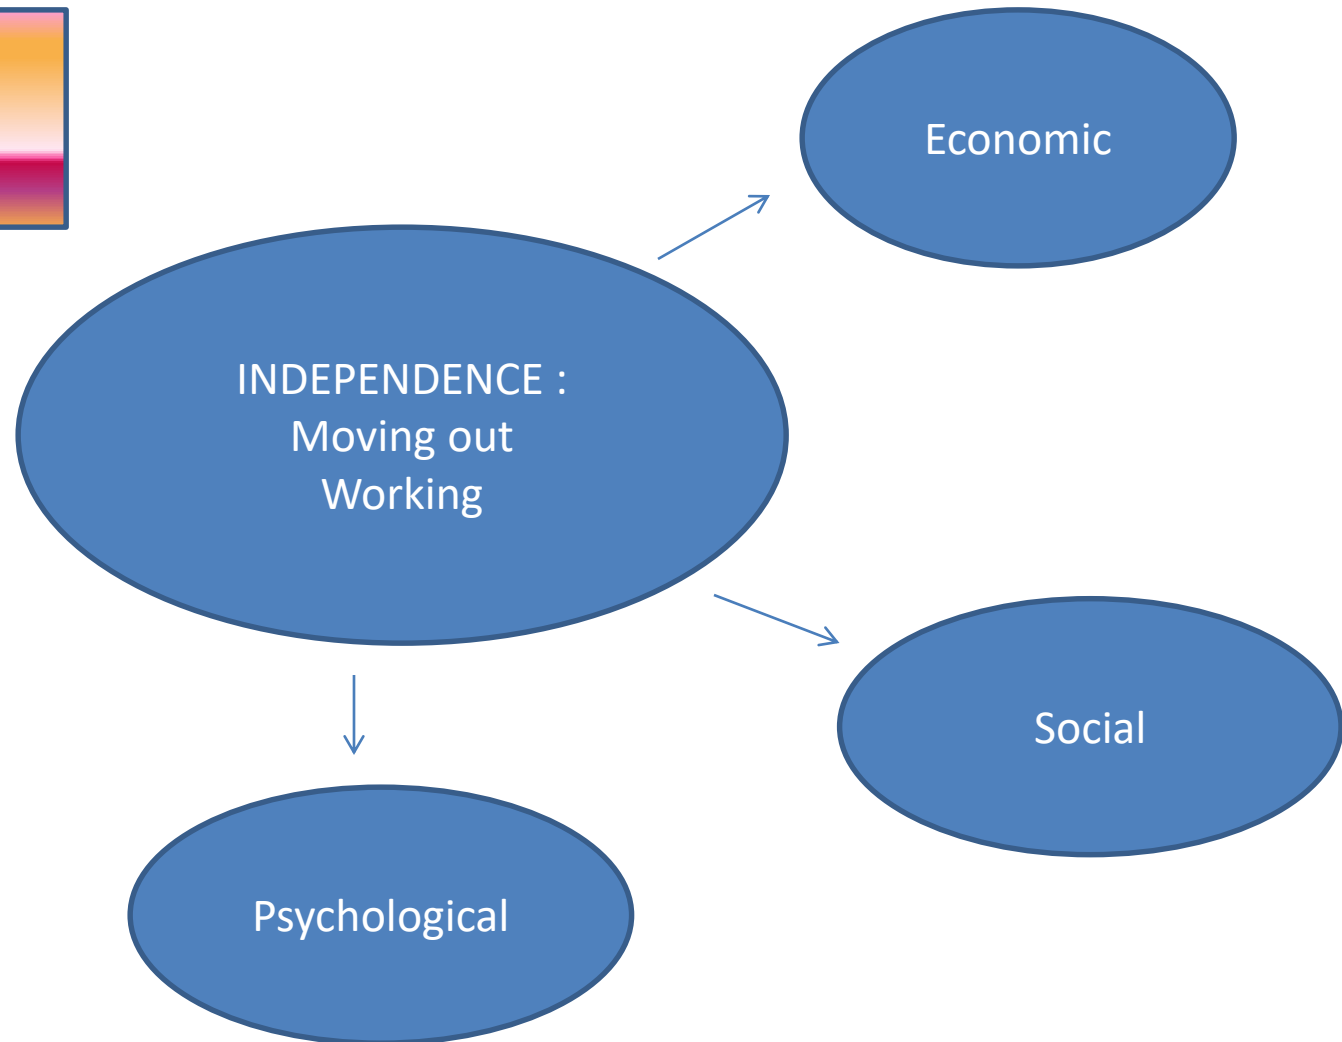 Economic
INDEPENDENCE :
Moving out
Working
Social
Psychological